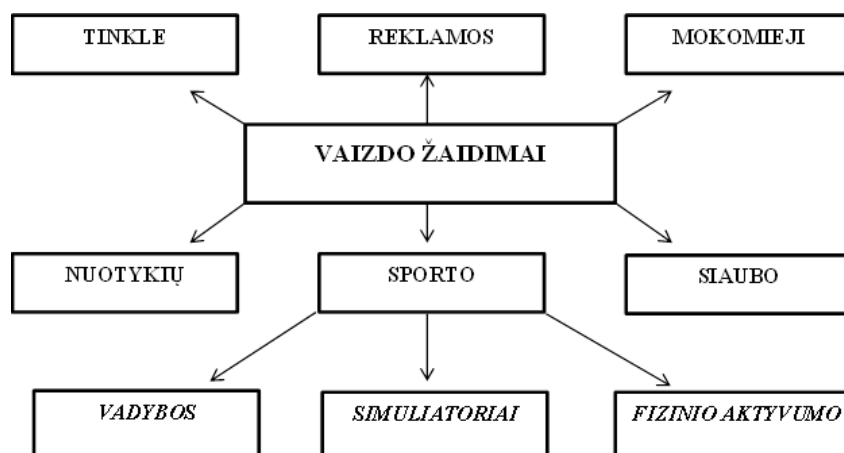 TINKLE
REKLAMOS
MOKOMIEJI
VAIZDO ŽAIDIMAI
NUOTYKIŲ
SPORTO
SIAUBO
VADYBOS
SIMULIATORIAI
FIZINIO AKTYVUMO